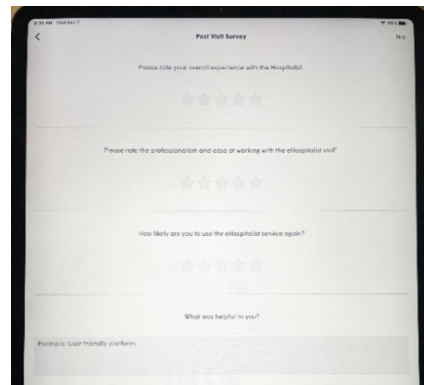 Post Visit Survey
Skip
Please rate your overall experience with the Hospitalist.
Please rate the professionalism and ease of working with the eHospitalist staff?
How likely are you to use the eHospitalist service again?
What was helpful to you?
Example: User friendly platform.